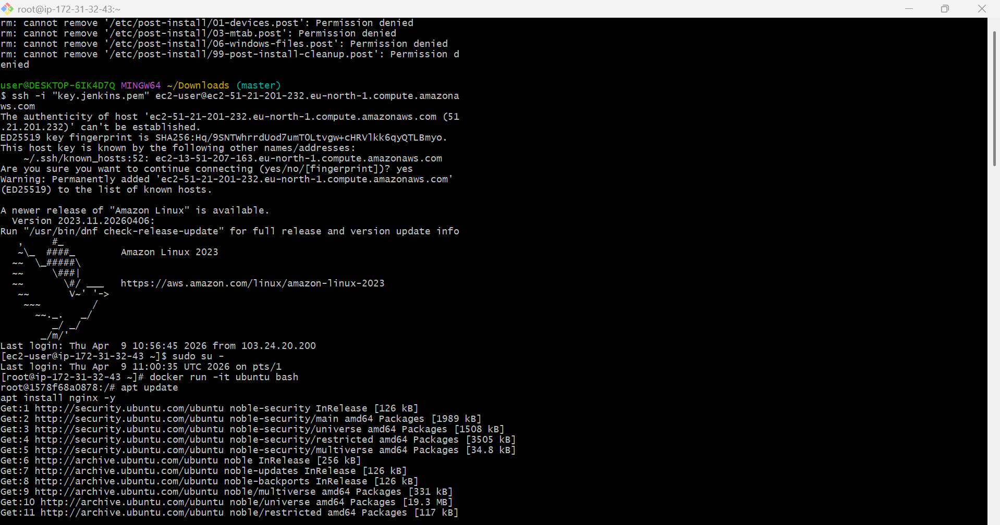 root@ip-172-31-32-43:~
rm: cannot remove '/etc/post-install/01-devices.post': Permission denied
rm: cannot remove '/etc/post-install/03-mtab.post': Permission denied
rm: cannot remove '/etc/post-install/06-windows-files.post': Permission denied
rm: cannot remove '/etc/post-install/99-post-install-cleanup.post': Permission d
enied

user@DESKTOP-6IK4D7Q MINGW64 ~/Downloads (master)
$ ssh -i "key.jenkins.pem" ec2-user@ec2-51-21-201-232.eu-north-1.compute.amazona
ws.com
The authenticity of host 'ec2-51-21-201-232.eu-north-1.compute.amazonaws.com (51
.21.201.232)' can't be established.
ED25519 key fingerprint is SHA256:Hq/9SNTWhrrdUod7umTOLtvgw+cHRVlkk6qyQTLBmyo.
This host key is known by the following other names/addresses:
    ~/.ssh/known_hosts:52: ec2-13-51-207-163.eu-north-1.compute.amazonaws.com
Are you sure you want to continue connecting (yes/no/[fingerprint])? yes
Warning: Permanently added 'ec2-51-21-201-232.eu-north-1.compute.amazonaws.com'
(ED25519) to the list of known hosts.

A newer release of "Amazon Linux" is available.
  Version 2023.11.20260406:
Run "/usr/bin/dnf check-release-update" for full release and version update info
   ,     #_
   ~\_  ####_        Amazon Linux 2023
  ~~  \_#####\
  ~~     \###|
  ~~       \#/ ___   https://aws.amazon.com/linux/amazon-linux-2023
   ~~       V~' '->
    ~~~         /
      ~~._.   _/
         _/ _/
       _/m/'
Last login: Thu Apr  9 10:56:45 2026 from 103.24.20.200
[ec2-user@ip-172-31-32-43 ~]$ sudo su -
Last login: Thu Apr  9 11:00:35 UTC 2026 on pts/1
[root@ip-172-31-32-43 ~]# docker run -it ubuntu bash
root@1578f68a0878:/# apt update
apt install nginx -y
Get:1 http://security.ubuntu.com/ubuntu noble-security InRelease [126 kB]
Get:2 http://security.ubuntu.com/ubuntu noble-security/main amd64 Packages [1989 kB]
Get:3 http://security.ubuntu.com/ubuntu noble-security/universe amd64 Packages [1508 kB]
Get:4 http://security.ubuntu.com/ubuntu noble-security/restricted amd64 Packages [3505 kB]
Get:5 http://security.ubuntu.com/ubuntu noble-security/multiverse amd64 Packages [34.8 kB]
Get:6 http://archive.ubuntu.com/ubuntu noble InRelease [256 kB]
Get:7 http://archive.ubuntu.com/ubuntu noble-updates InRelease [126 kB]
Get:8 http://archive.ubuntu.com/ubuntu noble-backports InRelease [126 kB]
Get:9 http://archive.ubuntu.com/ubuntu noble/multiverse amd64 Packages [331 kB]
Get:10 http://archive.ubuntu.com/ubuntu noble/universe amd64 Packages [19.3 MB]
Get:11 http://archive.ubuntu.com/ubuntu noble/restricted amd64 Packages [117 kB]